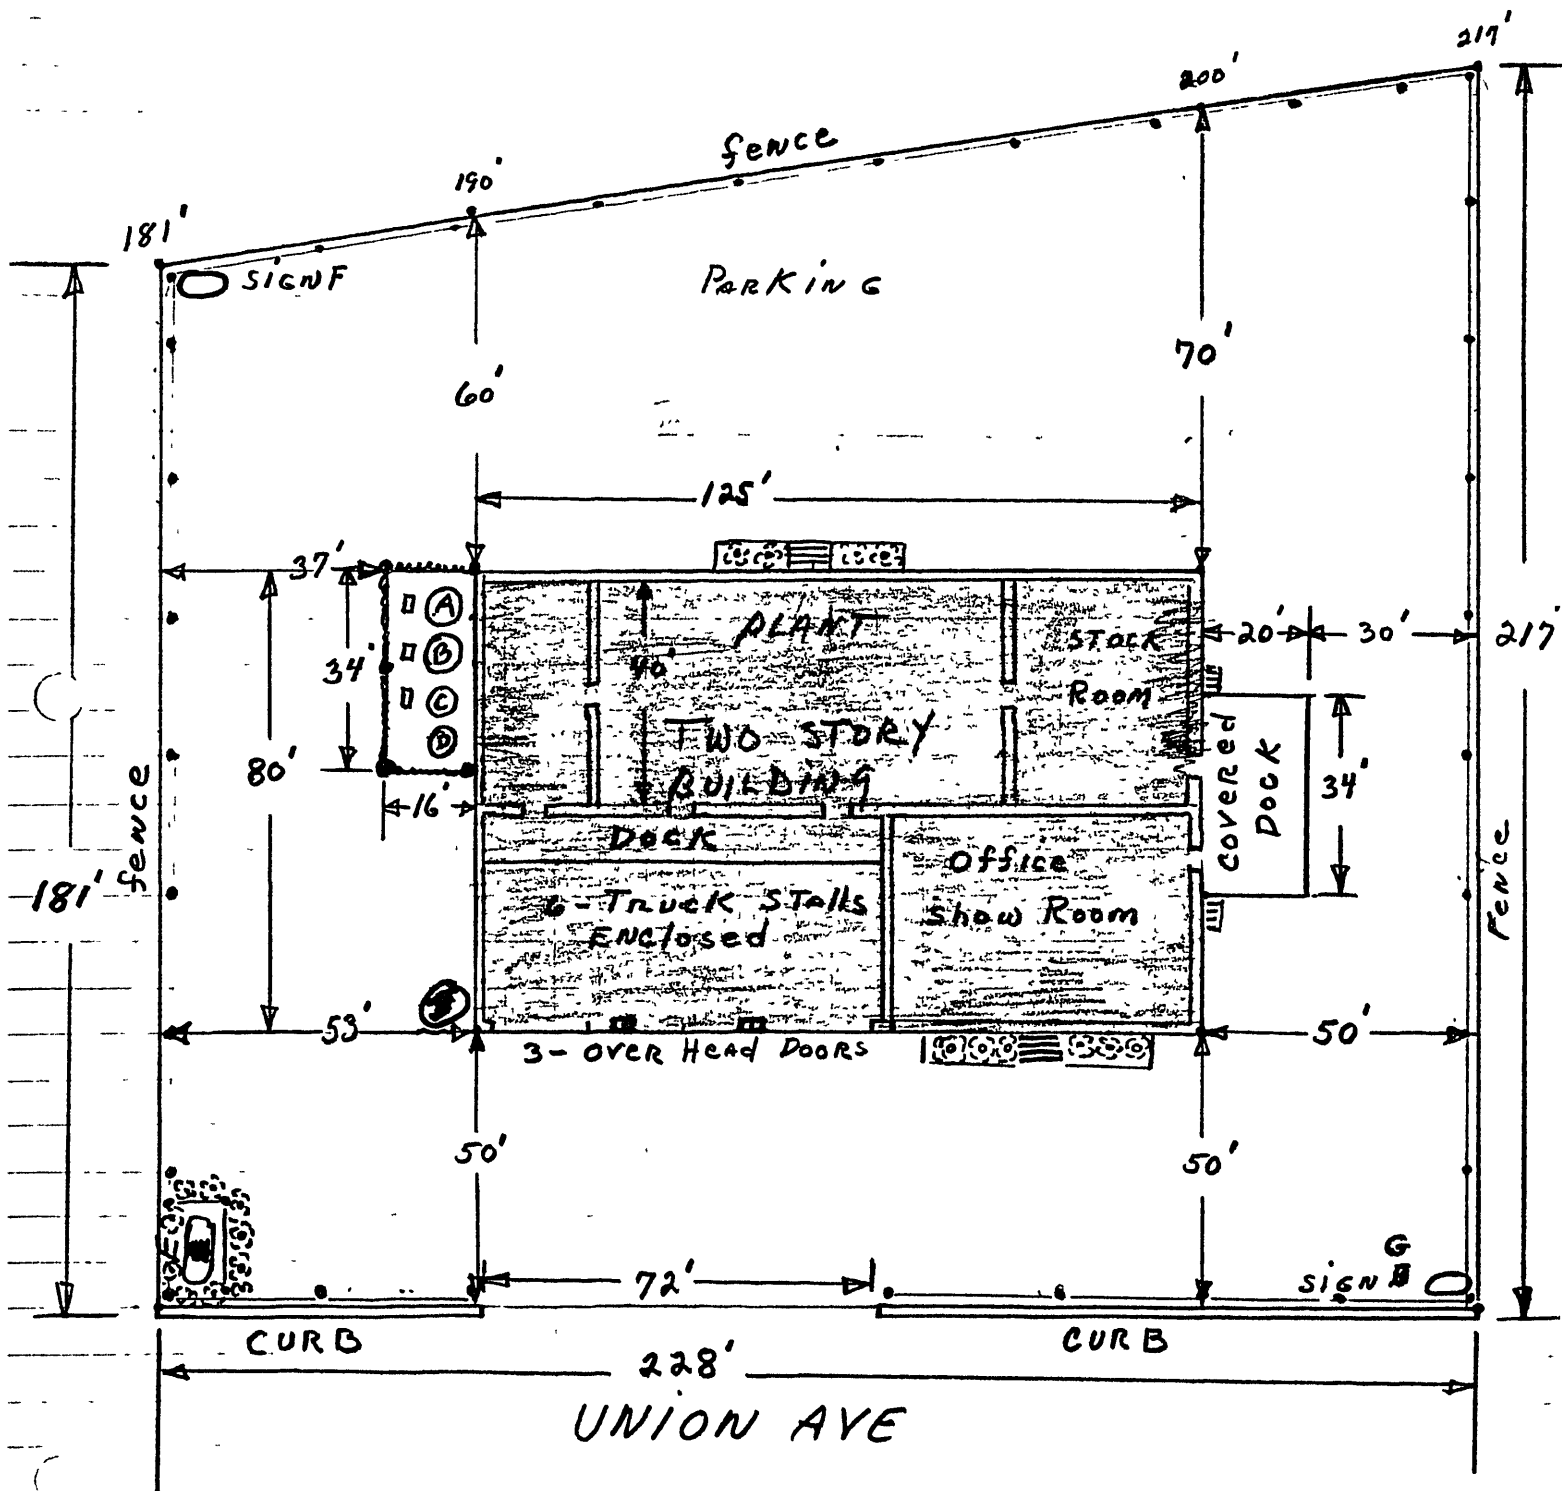 217'
200'
fence
190'
181'
SIGN F
PARKING
70'
60'
125'
37'
A
B
C
D
34'
16'
80'
PLANT
40'
TWO STORY
BUILDING
STOCK
ROOM
20'
30'
217'
COVERED
DOCK
34'
fence
181'
DOCK
6-Truck Stalls
ENClosed
Office
Show Room
Fence
53'
3-OVER HEAD DOORS
50'
50'
50'
72'
G
SIGN
CURB
CURB
228'
UNION AVE